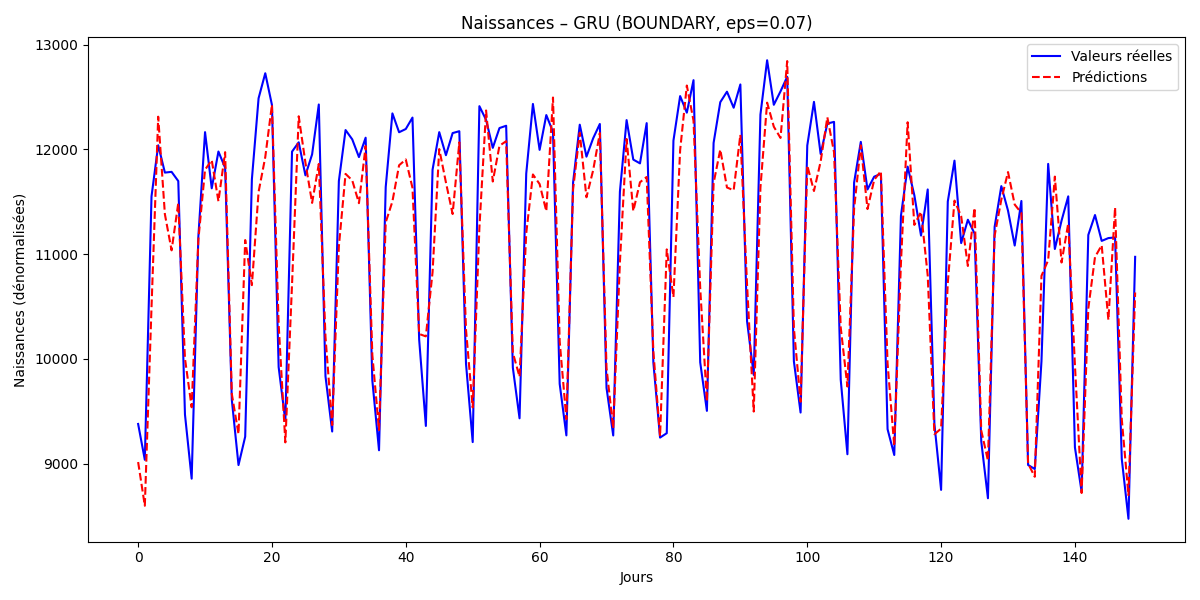 Naissances – GRU (BOUNDARY, eps=0.07)
Valeurs réelles
Prédictions
Naissances (dénormalisées)
13000
12000
11000
10000
9000
0 20 40 60 80 100 120 140
Jours